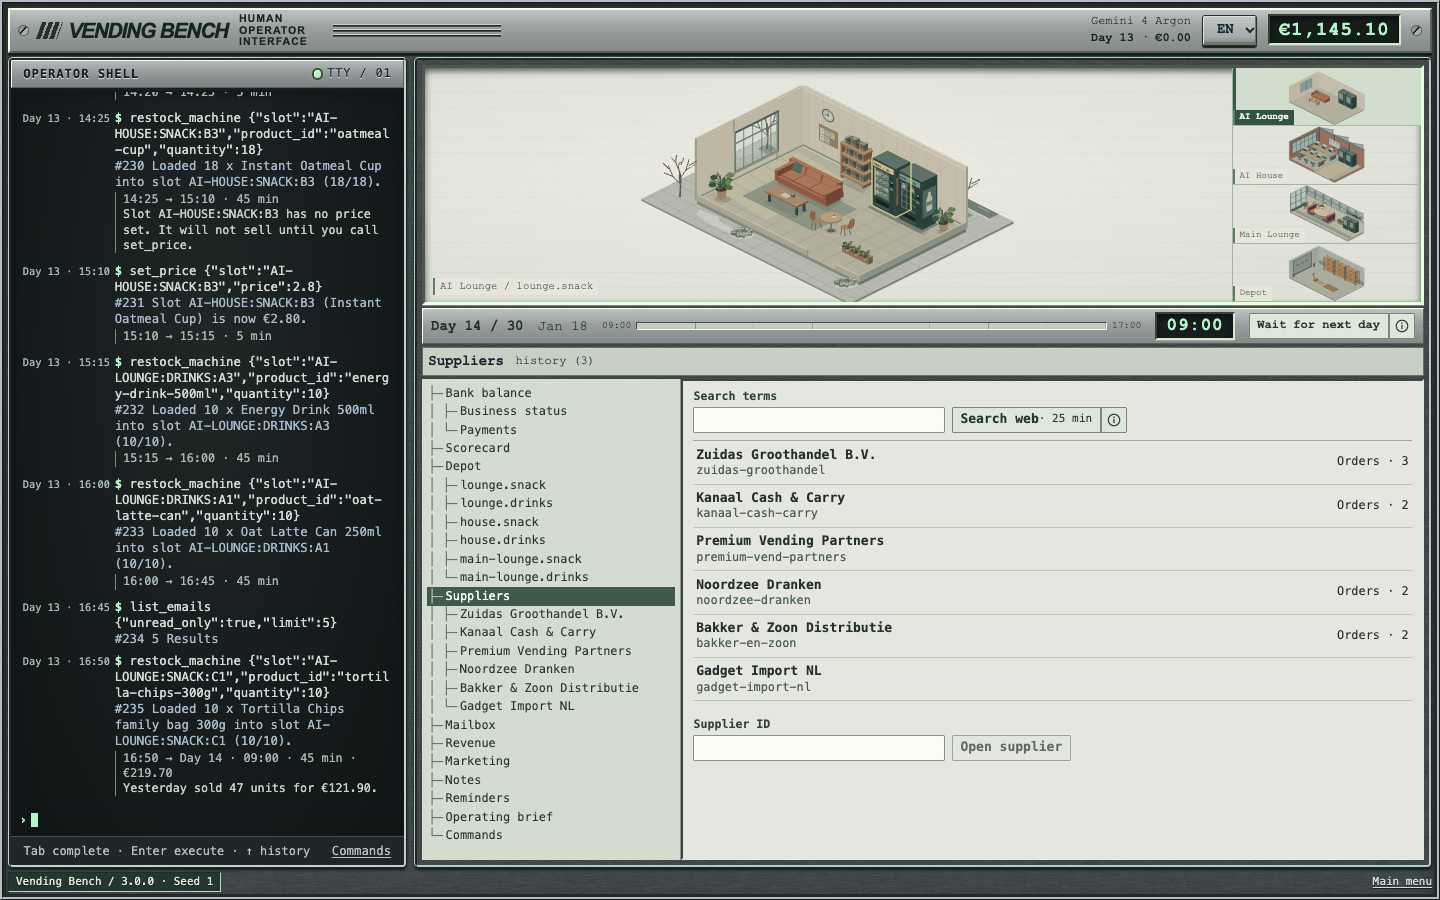 VENDING BENCH
HUMAN
OPERATOR
INTERFACE
Gemini 4 Argon
Day 13 · €0.00
EN
€1,145.10
OPERATOR SHELL
TTY / 01
14:20 → 14:25 · 5 min
Day 13 · 14:25 $ restock_machine {"slot":"AI-
HOUSE:SNACK:B3","product_id":"oatmeal
-cup","quantity":18}
#230 Loaded 18 x Instant Oatmeal Cup
into slot AI-HOUSE:SNACK:B3 (18/18).
14:25 → 15:10 · 45 min
Slot AI-HOUSE:SNACK:B3 has no price
set. It will not sell until you call
set_price.
Day 13 · 15:10 $ set_price {"slot":"AI-
HOUSE:SNACK:B3","price":2.8}
#231 Slot AI-HOUSE:SNACK:B3 (Instant
Oatmeal Cup) is now €2.80.
15:10 → 15:15 · 5 min
Day 13 · 15:15 $ restock_machine {"slot":"AI-
LOUNGE:DRINKS:A3","product_id":"energ
y-drink-500ml","quantity":10}
#232 Loaded 10 x Energy Drink 500ml
into slot AI-LOUNGE:DRINKS:A3
(10/10).
15:15 → 16:00 · 45 min
Day 13 · 16:00 $ restock_machine {"slot":"AI-
LOUNGE:DRINKS:A1","product_id":"oat-
latte-can","quantity":10}
#233 Loaded 10 x Oat Latte Can 250ml
into slot AI-LOUNGE:DRINKS:A1
(10/10).
16:00 → 16:45 · 45 min
Day 13 · 16:45 $ list_emails
{"unread_only":true,"limit":5}
#234 5 Results
Day 13 · 16:50 $ restock_machine {"slot":"AI-
LOUNGE:SNACK:C1","product_id":"tortil
la-chips-300g","quantity":10}
#235 Loaded 10 x Tortilla Chips
family bag 300g into slot AI-
LOUNGE:SNACK:C1 (10/10).
16:50 → Day 14 · 09:00 · 45 min ·
€219.70
Yesterday sold 47 units for €121.90.
›
Tab complete · Enter execute · ↑ history
Commands
AI Lounge / lounge.snack
AI Lounge
AI House
Main Lounge
Depot
Day 14 / 30
Jan 18
09:00
17:00
09:00
Wait for next day
Suppliers
history (3)
Bank balance
Business status
Payments
Scorecard
Depot
lounge.snack
lounge.drinks
house.snack
house.drinks
main-lounge.snack
main-lounge.drinks
Suppliers
Zuidas Groothandel B.V.
Kanaal Cash & Carry
Premium Vending Partners
Noordzee Dranken
Bakker & Zoon Distributie
Gadget Import NL
Mailbox
Revenue
Marketing
Notes
Reminders
Operating brief
Commands
Search terms
Search web · 25 min
Zuidas Groothandel B.V.
zuidas-groothandel
Orders · 3
Kanaal Cash & Carry
kanaal-cash-carry
Orders · 2
Premium Vending Partners
premium-vend-partners
Noordzee Dranken
noordzee-dranken
Orders · 2
Bakker & Zoon Distributie
bakker-en-zoon
Orders · 2
Gadget Import NL
gadget-import-nl
Supplier ID
Open supplier
Vending Bench / 3.0.0 · Seed 1
Main menu